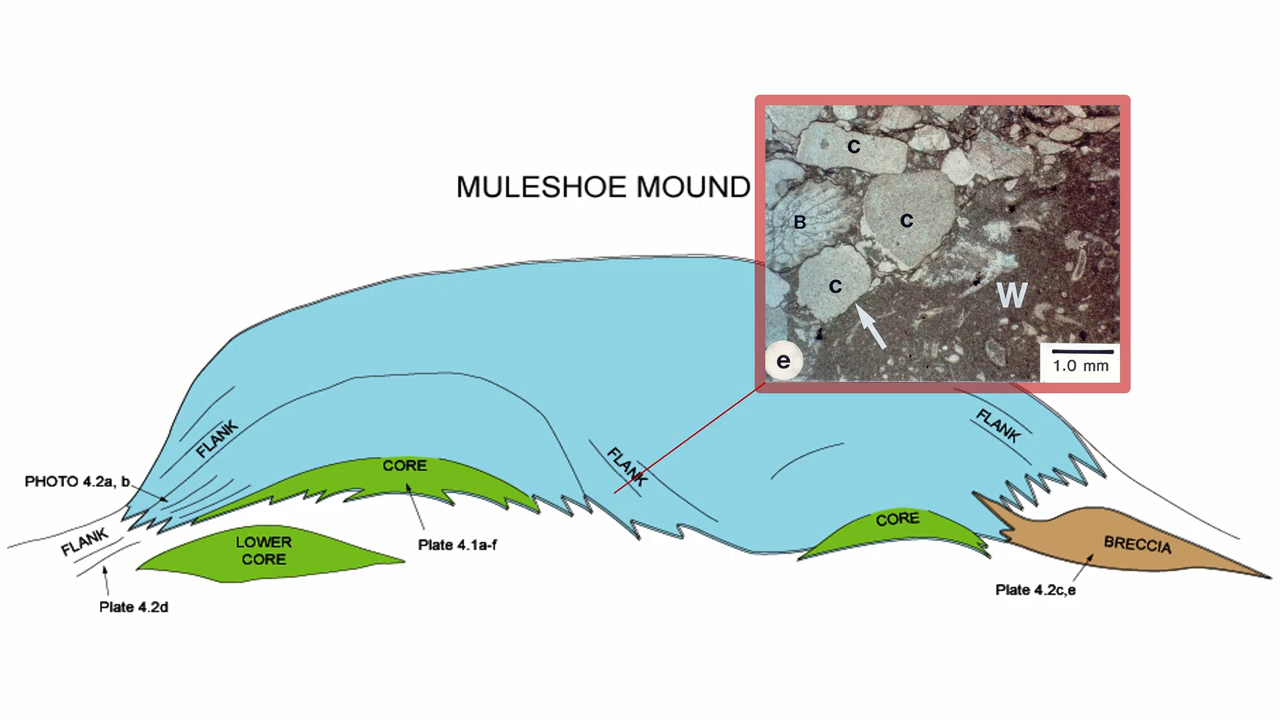 MULESHOE MOUND
C
C
B
C
W
e
1.0 mm
FLANK
FLANK
FLANK
CORE
PHOTO 4.2a, b
CORE
FLANK
LOWER
CORE
Plate 4.1a-f
BRECCIA
Plate 4.2c,e
Plate 4.2d